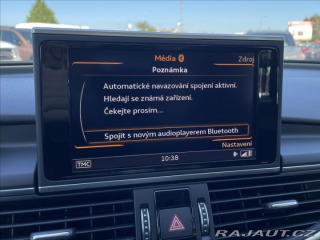 Média
Zdroj
Poznámka
Automatické navazování spojení aktivní.
Hledají se známá zařízení.
Čekejte prosím...
Spojit s novým audioplayerem Bluetooth
Nastavení
TMC
10:38
RAJAUT.CZ